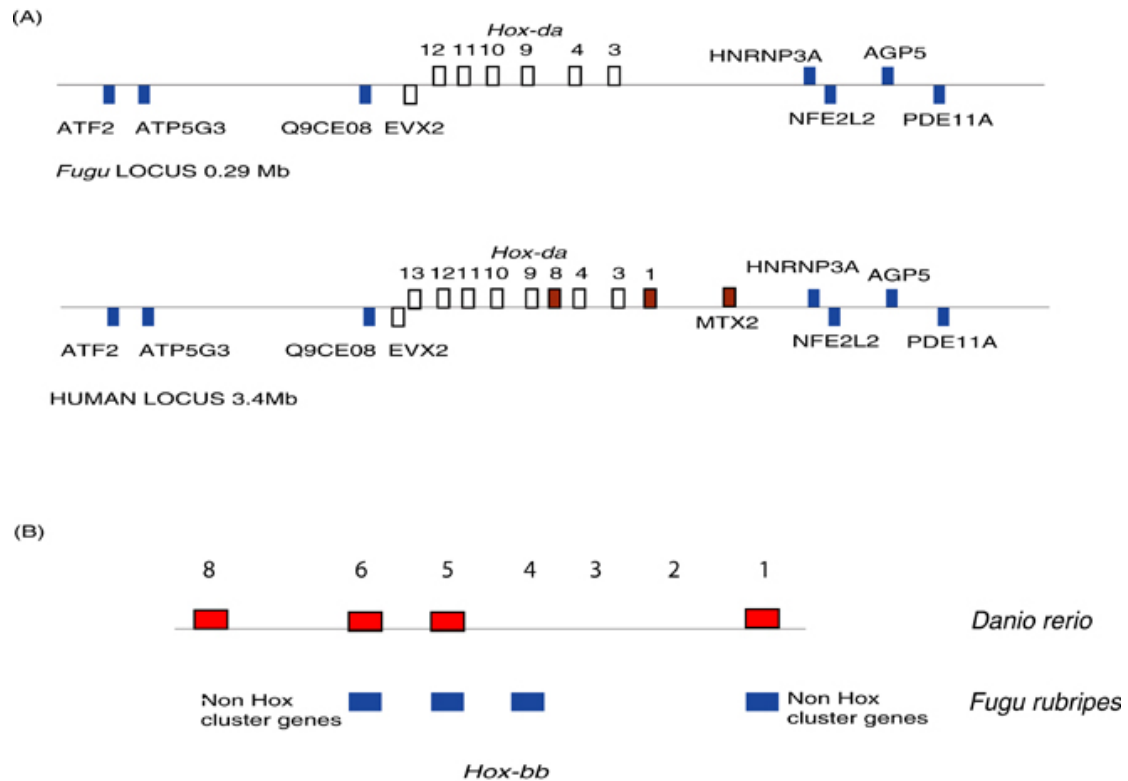 (A)
Hox-da
12 11 10 9 4 3
HNRNP3A
AGP5
ATF2
ATP5G3
Q9CE08
EVX2
NFE2L2
PDE11A
Fugu LOCUS 0.29 Mb
Hox-da
13 12 11 10 9 8 4 3 1
HNRNP3A
AGP5
MTX2
ATF2
ATP5G3
Q9CE08
EVX2
NFE2L2
PDE11A
HUMAN LOCUS 3.4Mb
(B)
8 6 5 4 3 2 1
Danio rerio
Non Hox
cluster genes
Non Hox
cluster genes
Fugu rubripes
Hox-bb